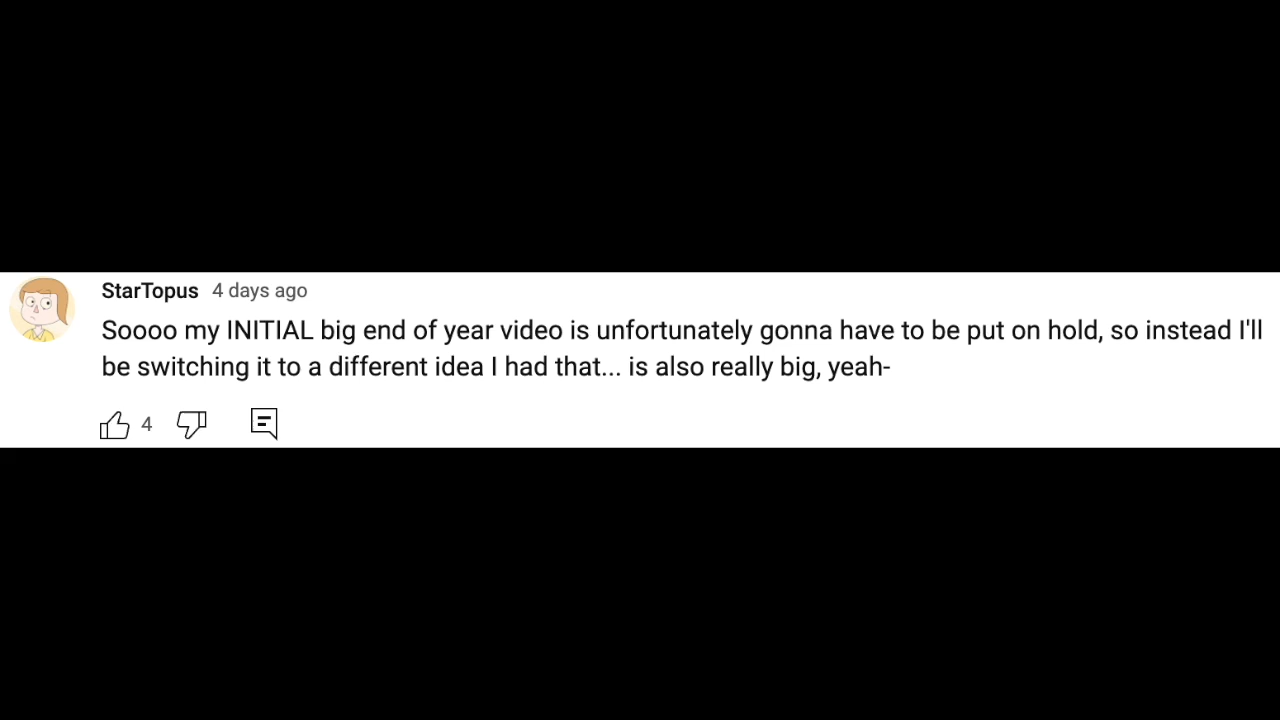 StarTopus 4 days ago
Soooo my INITIAL big end of year video is unfortunately gonna have to be put on hold, so instead I'll
be switching it to a different idea I had that... is also really big, yeah-
4